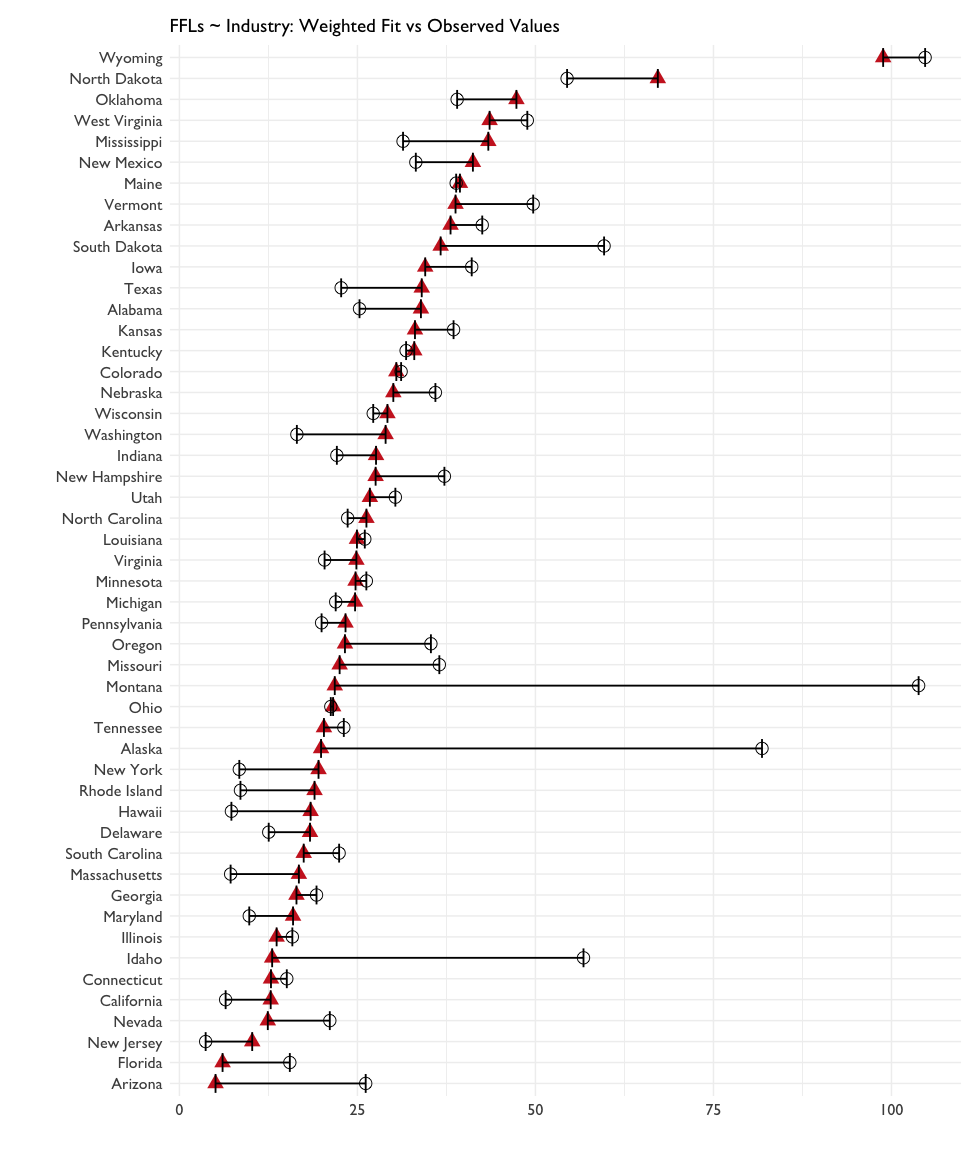 FFLs ~ Industry: Weighted Fit vs Observed Values
Wyoming
North Dakota
Oklahoma
West Virginia
Mississippi
New Mexico
Maine
Vermont
Arkansas
South Dakota
Iowa
Texas
Alabama
Kansas
Kentucky
Colorado
Nebraska
Wisconsin
Washington
Indiana
New Hampshire
Utah
North Carolina
Louisiana
Virginia
Minnesota
Michigan
Pennsylvania
Oregon
Missouri
Montana
Ohio
Tennessee
Alaska
New York
Rhode Island
Hawaii
Delaware
South Carolina
Massachusetts
Georgia
Maryland
Illinois
Idaho
Connecticut
California
Nevada
New Jersey
Florida
Arizona
0 25 50 75 100